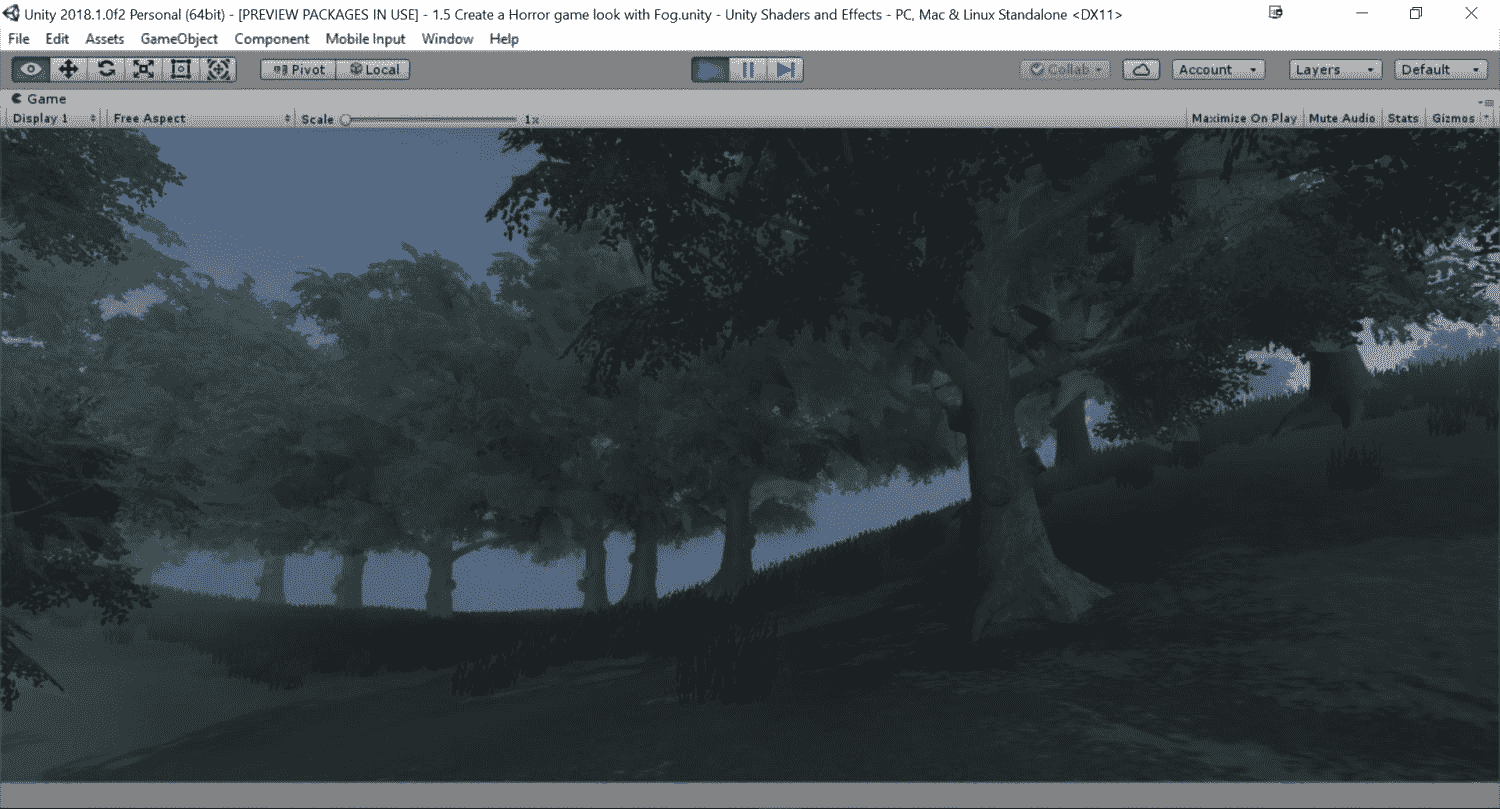 Unity 2018.1.0f2 Personal (64bit) - [PREVIEW PACKAGES IN USE] - 1.5 Create a Horror game look with Fog.unity - Unity Shaders and Effects - PC, Mac & Linux Standalone <DX11>
File Edit Assets GameObject Component Mobile Input Window Help
Pivot Local Collab Account Layers Default
Game
Display 1 Free Aspect Scale 1x Maximize On Play Mute Audio Stats Gizmos